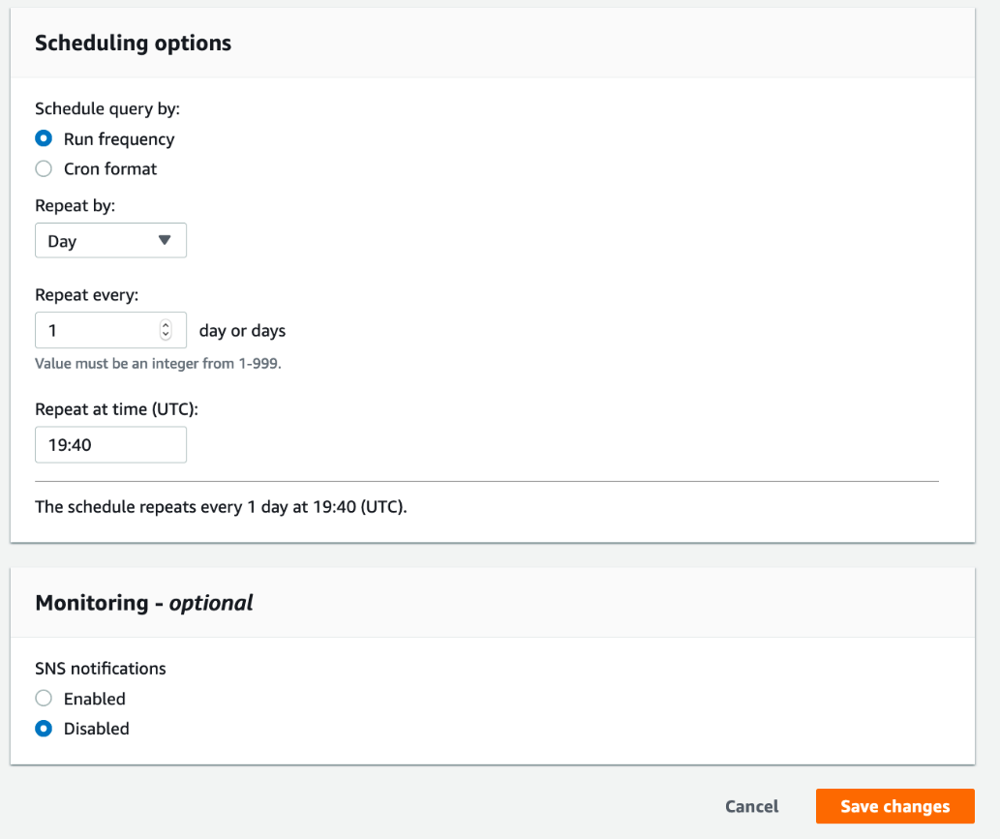 Scheduling options
Schedule query by:
Run frequency
Cron format
Repeat by:
Day
Repeat every:
1 day or days
Value must be an integer from 1-999.
Repeat at time (UTC):
19:40
The schedule repeats every 1 day at 19:40 (UTC).
Monitoring - optional
SNS notifications
Enabled
Disabled
Cancel Save changes